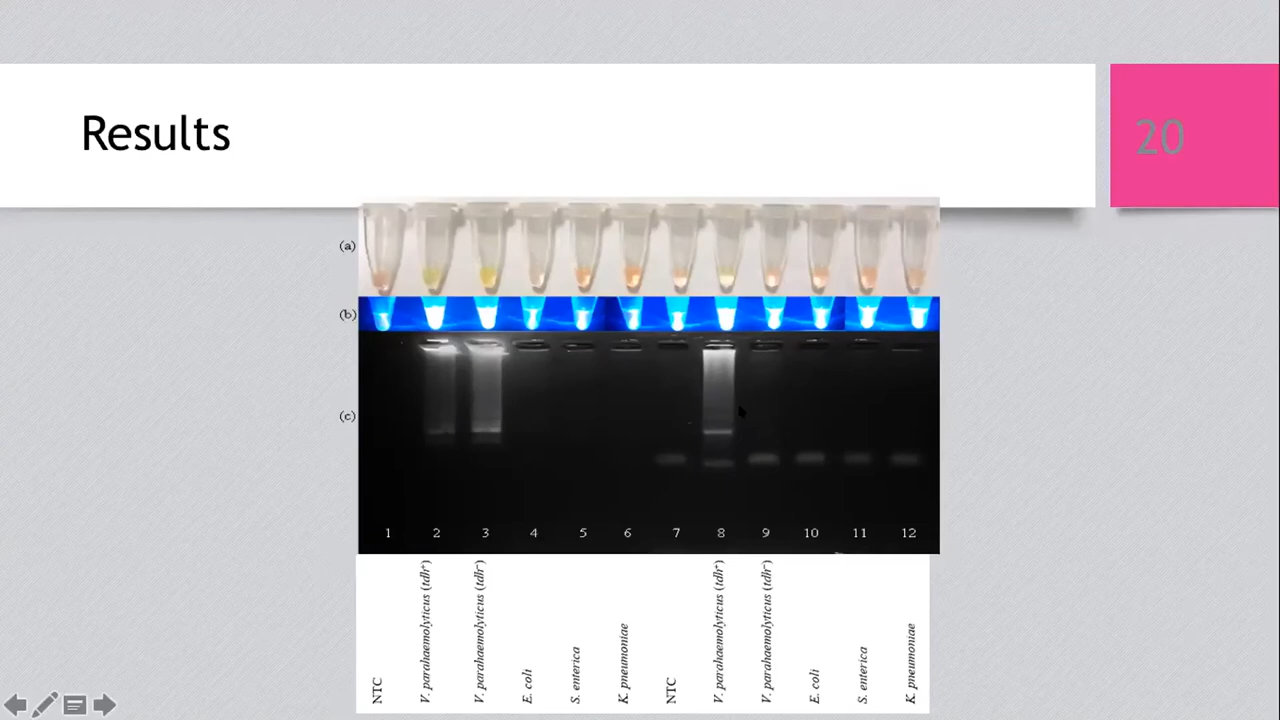 Results
20
(a)
(b)
(c)
1 2 3 4 5 6 7 8 9 10 11 12
NTC
V. parahaemolyticus (tdh⁺)
V. parahaemolyticus (tdh⁻)
E. coli
S. enterica
K. pneumoniae
NTC
V. parahaemolyticus (tdh⁺)
V. parahaemolyticus (tdh⁻)
E. coli
S. enterica
K. pneumoniae